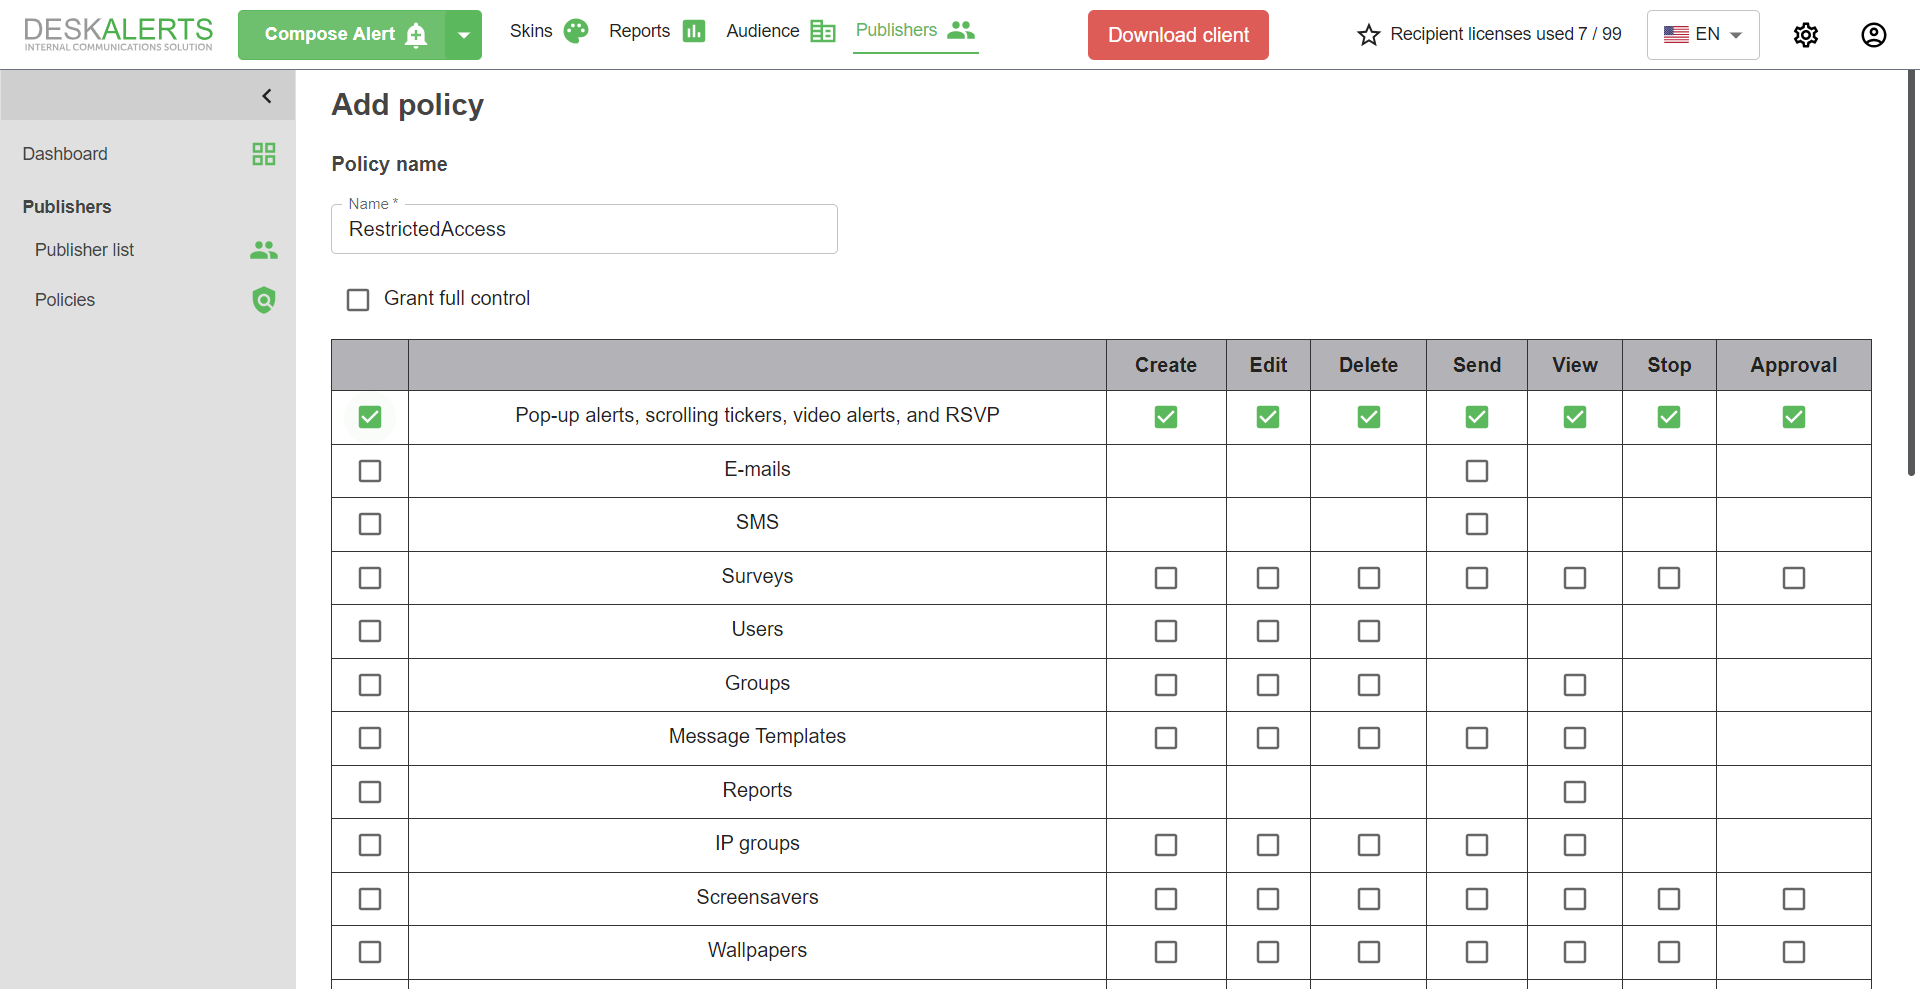 DESKALERTS
INTERNAL COMMUNICATIONS SOLUTION
Compose Alert
Skins
Reports
Audience
Publishers
Download client
Recipient licenses used 7 / 99
EN
Dashboard
Publishers
Publisher list
Policies
Add policy
Policy name
Name *
RestrictedAccess
Grant full control
Create Edit Delete Send View Stop Approval
Pop-up alerts, scrolling tickers, video alerts, and RSVP
E-mails
SMS
Surveys
Users
Groups
Message Templates
Reports
IP groups
Screensavers
Wallpapers